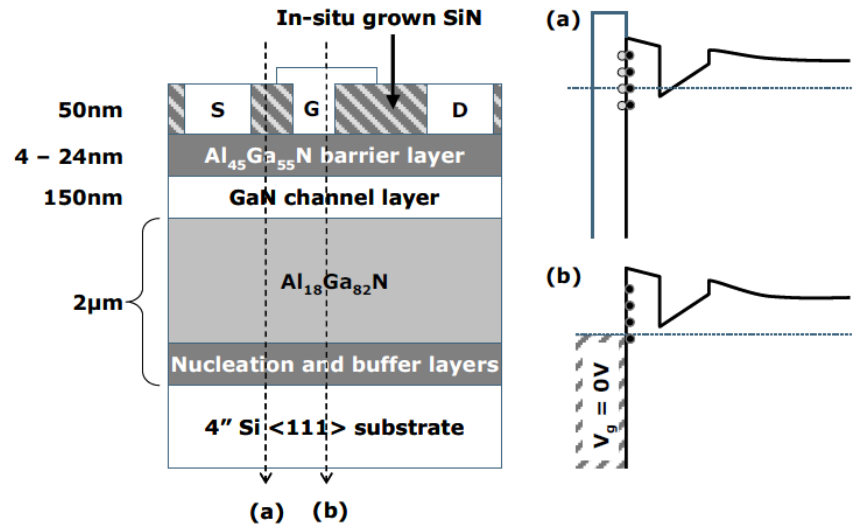 In-situ grown SiN
50nm
S
G
D
4 – 24nm
Al45Ga55N barrier layer
150nm
GaN channel layer
2μm
Al18Ga82N
Nucleation and buffer layers
4″ Si <111> substrate
(a)
(b)
(a)
(b)
Vg = 0V